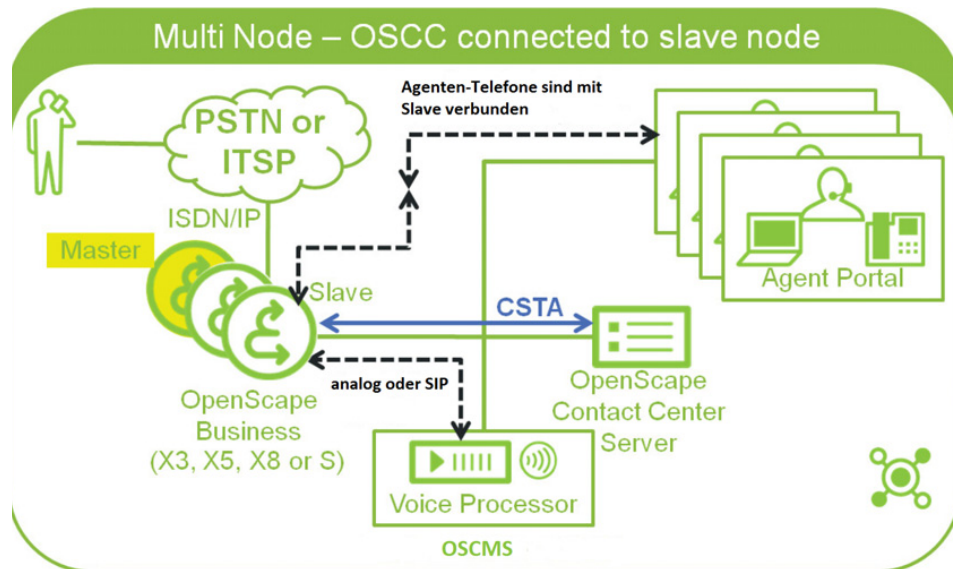 Multi Node – OSCC connected to slave node
Agenten-Telefone sind mit
Slave verbunden
PSTN or
ITSP
ISDN/IP
Master
Slave
CSTA
Agent Portal
analog oder SIP
OpenScape
Business
(X3, X5, X8 or S)
OpenScape
Contact Center
Server
Voice Processor
OSCMS